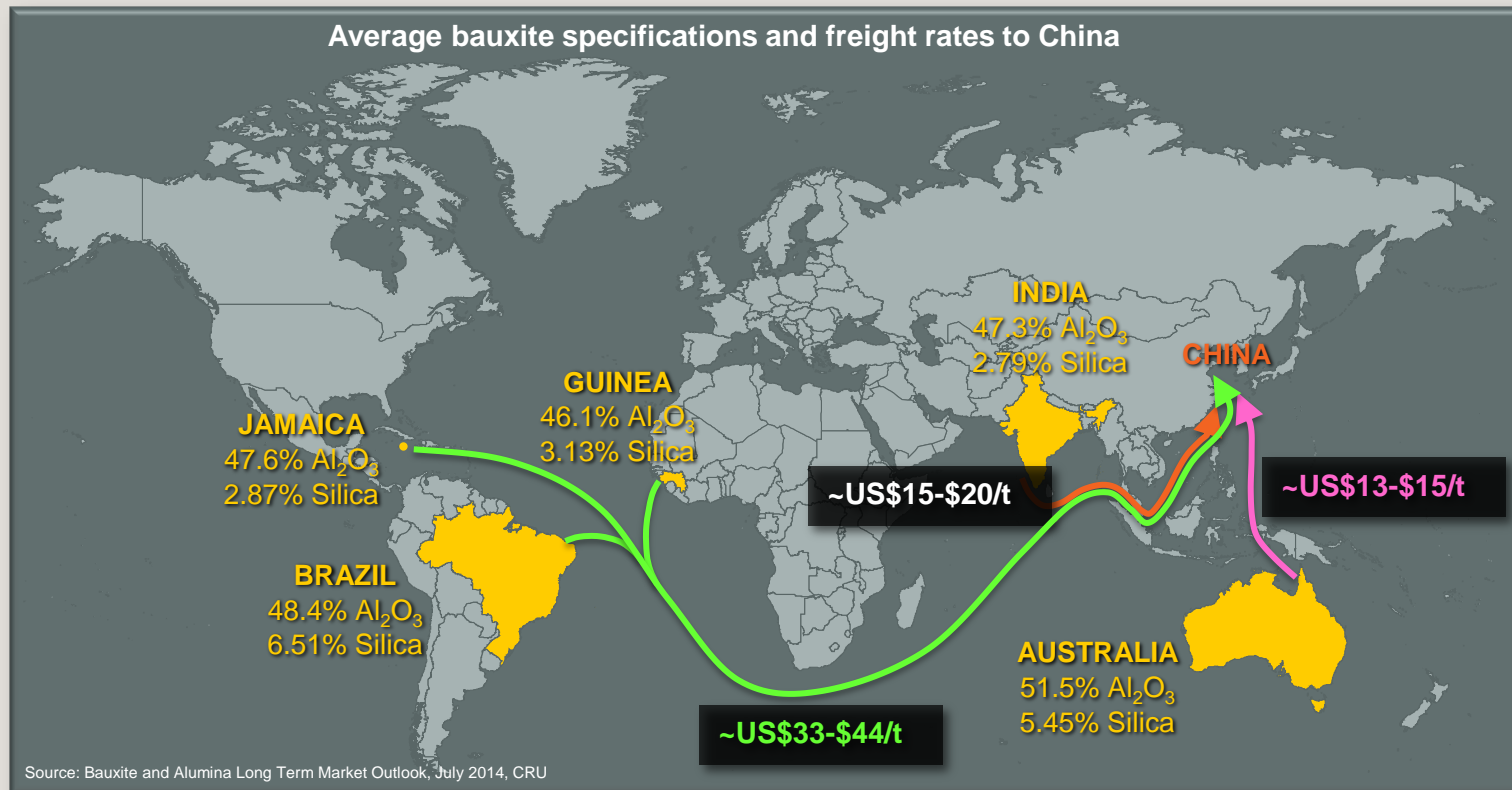 Average bauxite specifications and freight rates to China
INDIA
47.3% Al₂O₃
2.79% Silica
CHINA
GUINEA
46.1% Al₂O₃
3.13% Silica
JAMAICA
47.6% Al₂O₃
2.87% Silica
~US$15-$20/t
~US$13-$15/t
BRAZIL
48.4% Al₂O₃
6.51% Silica
AUSTRALIA
51.5% Al₂O₃
5.45% Silica
~US$33-$44/t
Source: Bauxite and Alumina Long Term Market Outlook, July 2014, CRU